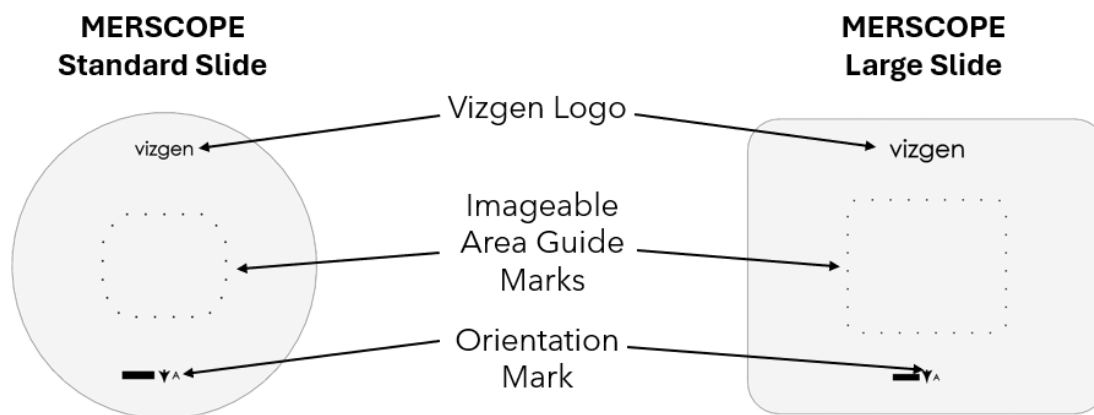 MERSCOPE
Standard Slide
MERSCOPE
Large Slide
Vizgen Logo
vizgen
vizgen
Imageable
Area Guide
Marks
Orientation
Mark
A
A